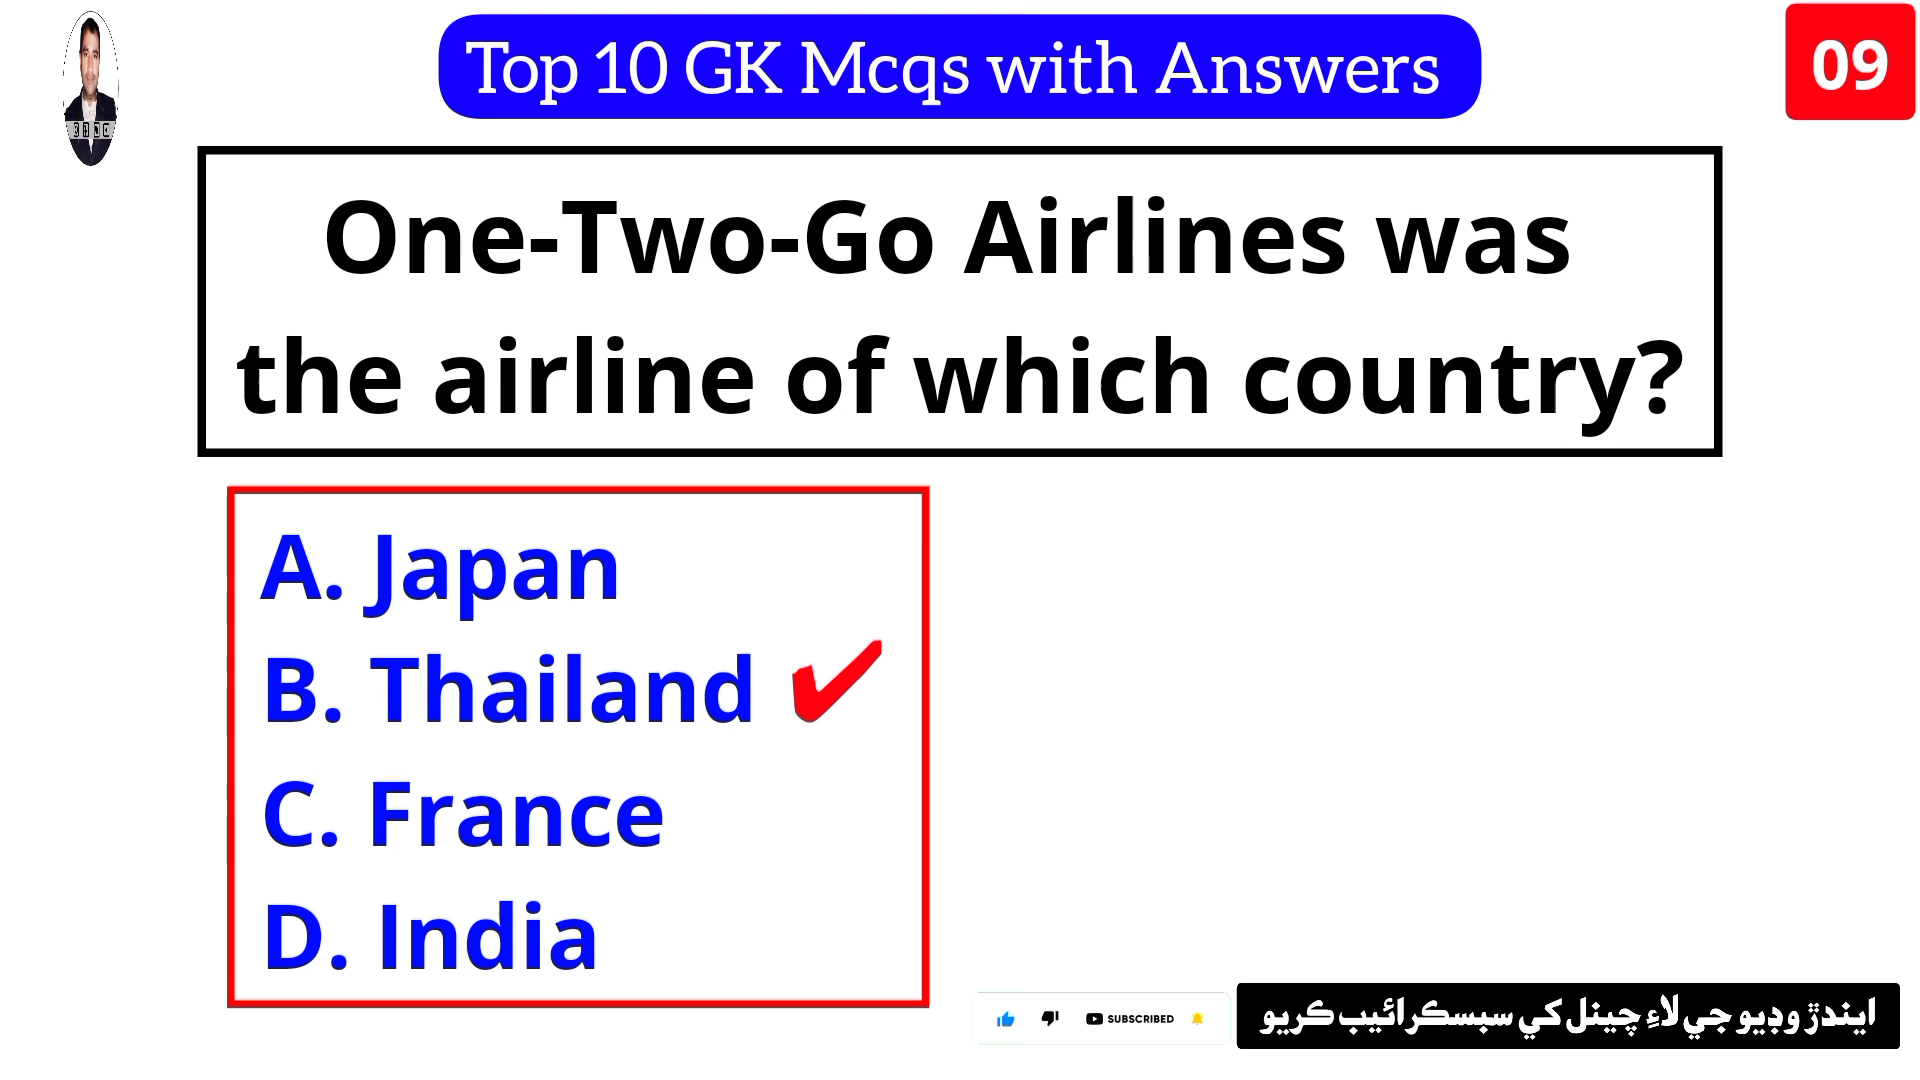 Top 10 GK Mcqs with Answers
09
One-Two-Go Airlines was
the airline of which country?
A. Japan
B. Thailand
C. France
D. India
SUBSCRIBED
ايندڙ وڊيو جي لاءِ چينل کي سبسڪرائيب ڪريو